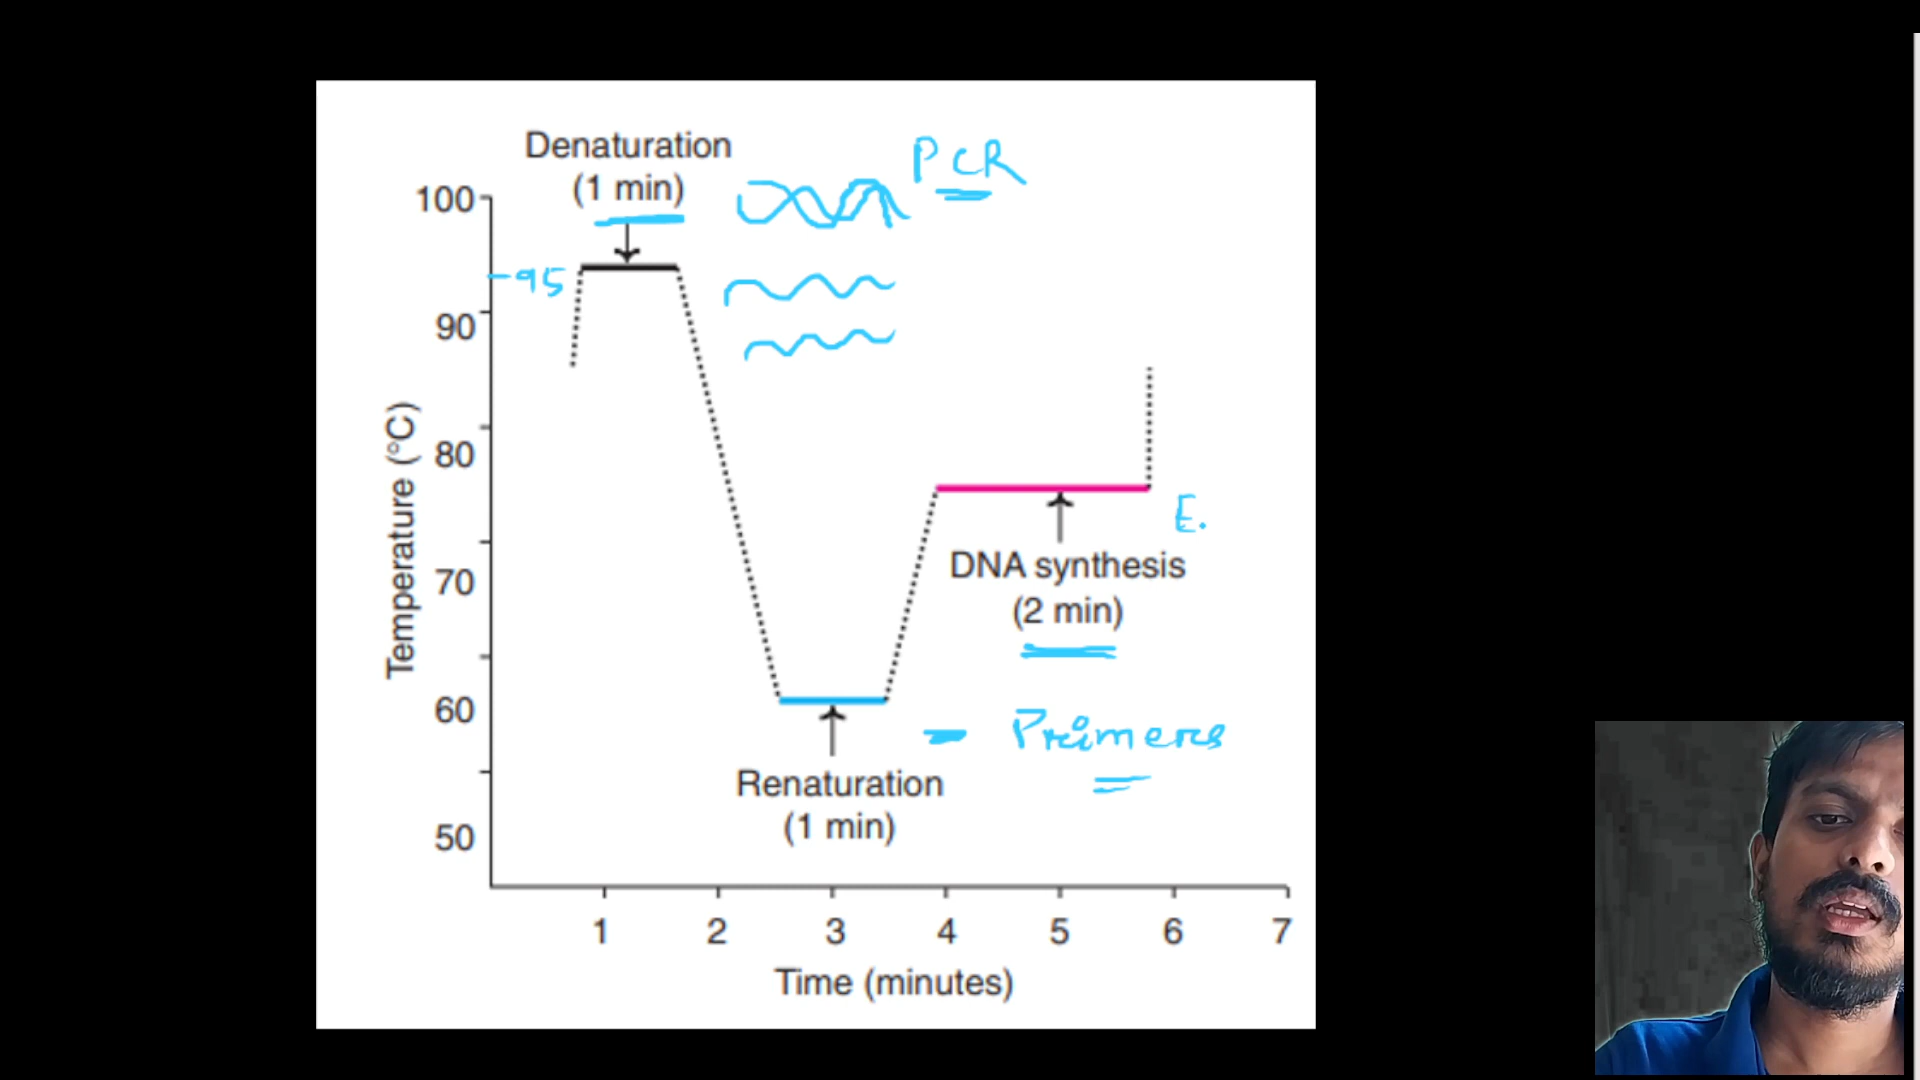 Denaturation
(1 min)
PCR
100
-95
90
80
70
60
50
Temperature (°C)
E.
DNA synthesis
(2 min)
- Primers
Renaturation
(1 min)
1 2 3 4 5 6 7
Time (minutes)